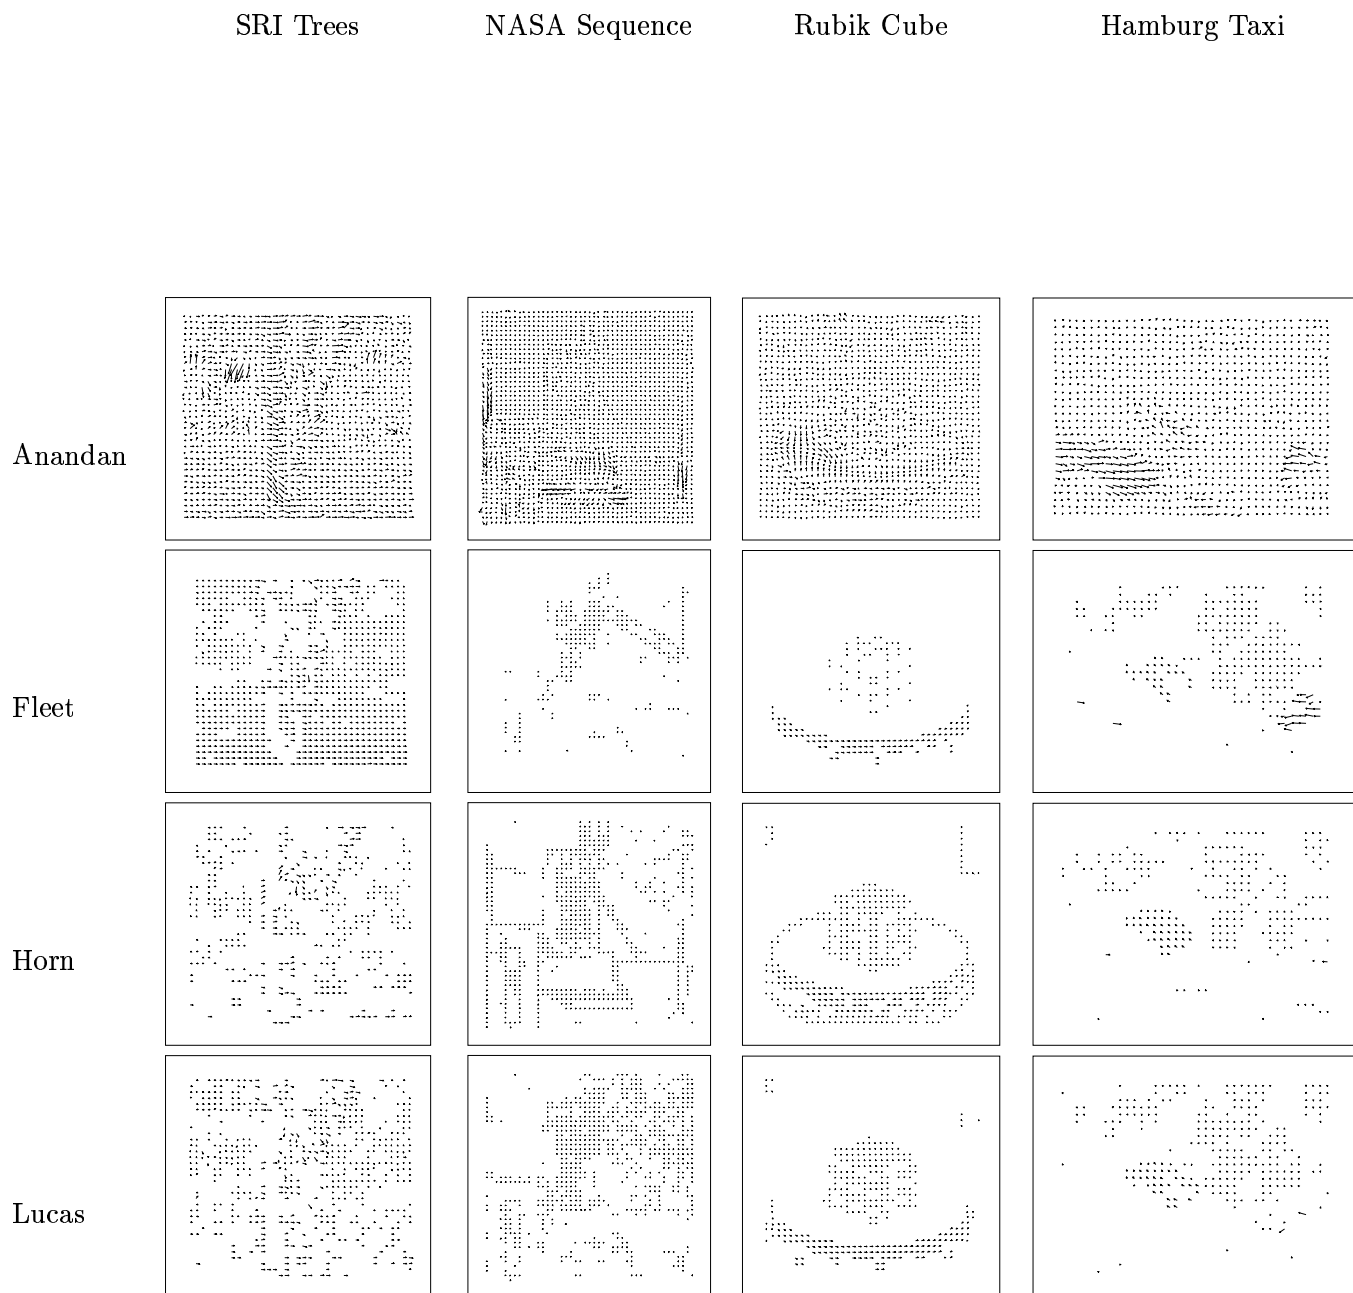 SRI Trees NASA Sequence Rubik Cube Hamburg Taxi
Anandan
Fleet
Horn
Lucas